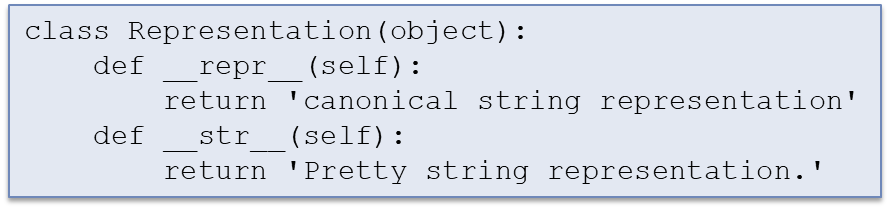 class Representation(object):
    def __repr__(self):
        return 'canonical string representation'
    def __str__(self):
        return 'Pretty string representation.'